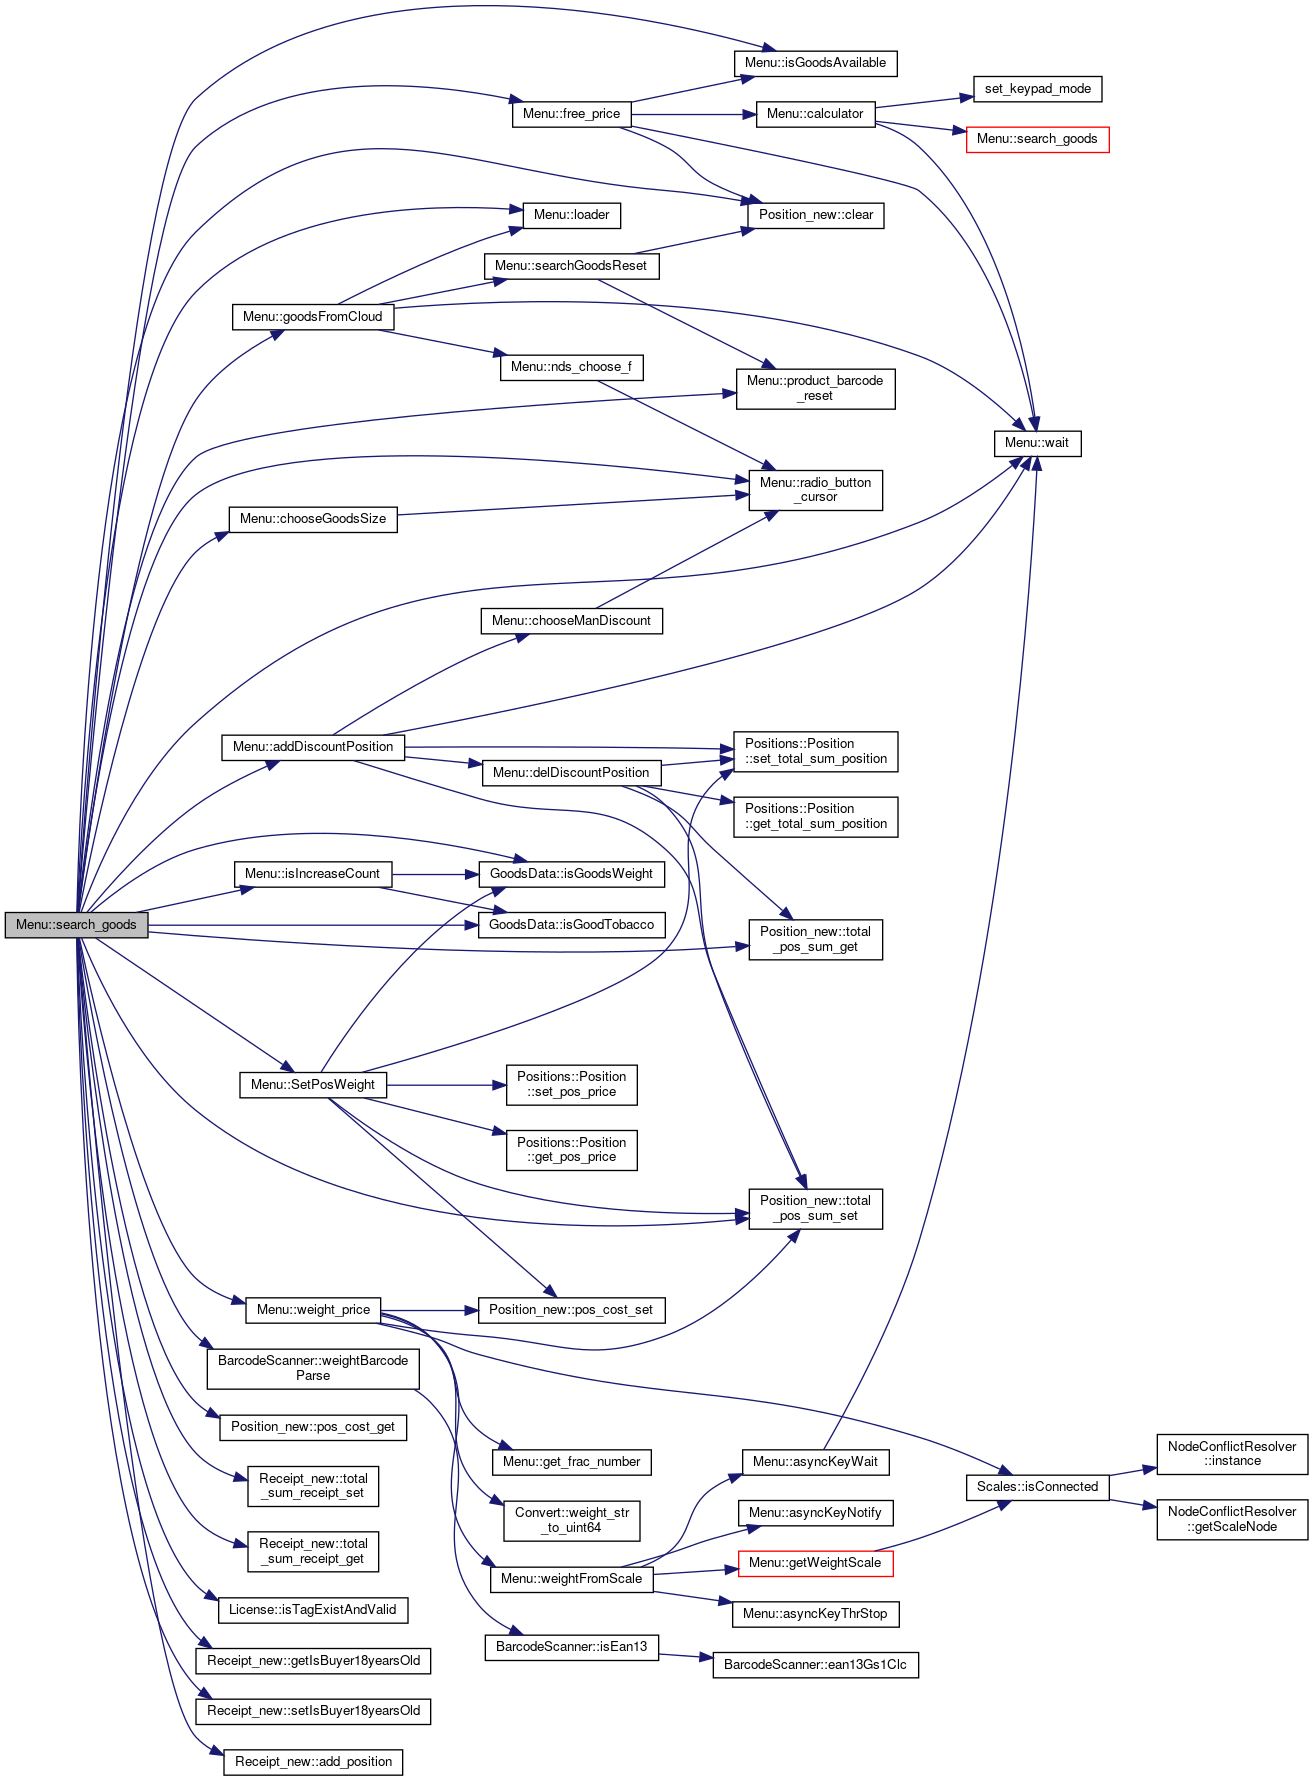 Menu::isGoodsAvailable
set_keypad_mode
Menu::free_price
Menu::calculator
Menu::search_goods
Menu::loader
Position_new::clear
Menu::searchGoodsReset
Menu::goodsFromCloud
Menu::nds_choose_f
Menu::product_barcode
_reset
Menu::wait
Menu::radio_button
_cursor
Menu::chooseGoodsSize
Menu::chooseManDiscount
Menu::addDiscountPosition
Positions::Position
::set_total_sum_position
Menu::delDiscountPosition
Positions::Position
::get_total_sum_position
Menu::isIncreaseCount
GoodsData::isGoodsWeight
Menu::search_goods
GoodsData::isGoodTobacco
Position_new::total
_pos_sum_get
Menu::SetPosWeight
Positions::Position
::set_pos_price
Positions::Position
::get_pos_price
Position_new::total
_pos_sum_set
Menu::weight_price
Position_new::pos_cost_set
BarcodeScanner::weightBarcode
Parse
Position_new::pos_cost_get
Menu::get_frac_number
Menu::asyncKeyWait
NodeConflictResolver
::instance
Receipt_new::total
_sum_receipt_set
Scales::isConnected
Convert::weight_str
_to_uint64
Menu::asyncKeyNotify
NodeConflictResolver
::getScaleNode
Receipt_new::total
_sum_receipt_get
Menu::getWeightScale
Menu::weightFromScale
License::isTagExistAndValid
Menu::asyncKeyThrStop
BarcodeScanner::isEan13
Receipt_new::getIsBuyer18yearsOld
BarcodeScanner::ean13Gs1Clc
Receipt_new::setIsBuyer18yearsOld
Receipt_new::add_position